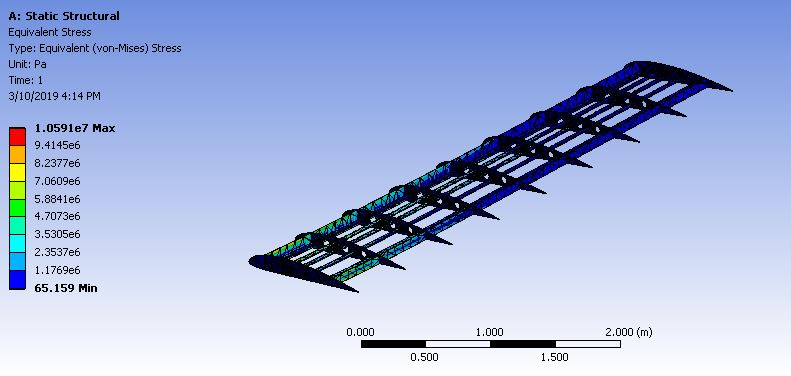 A: Static Structural
Equivalent Stress
Type: Equivalent (von-Mises) Stress
Unit: Pa
Time: 1
3/10/2019 4:14 PM
1.0591e7 Max
9.4145e6
8.2377e6
7.0609e6
5.8841e6
4.7073e6
3.5305e6
2.3537e6
1.1769e6
65.159 Min
0.000 1.000 2.000 (m)
0.500 1.500